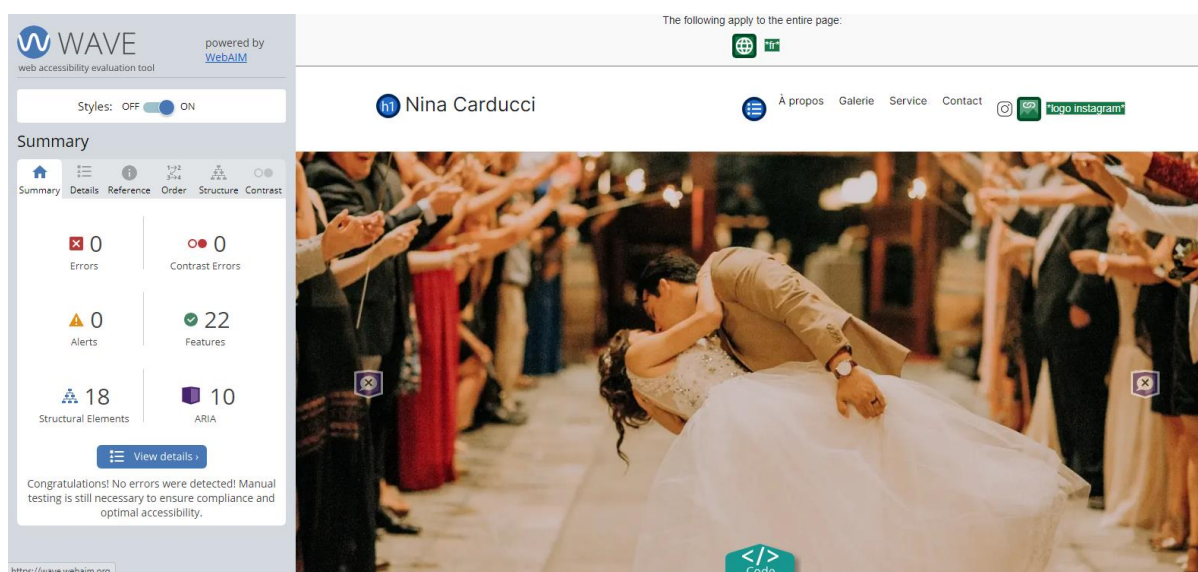 WAVE
web accessibility evaluation tool
powered by
WebAIM
Styles: OFF ON
Summary
Summary Details Reference Order Structure Contrast
0
Errors
0
Contrast Errors
0
Alerts
22
Features
18
Structural Elements
10
ARIA
View details ›
Congratulations! No errors were detected! Manual
testing is still necessary to ensure compliance and
optimal accessibility.
https://wave.webaim.org
The following apply to the entire page:
*fr*
h1 Nina Carducci
À propos Galerie Service Contact *logo instagram*
</>
Code